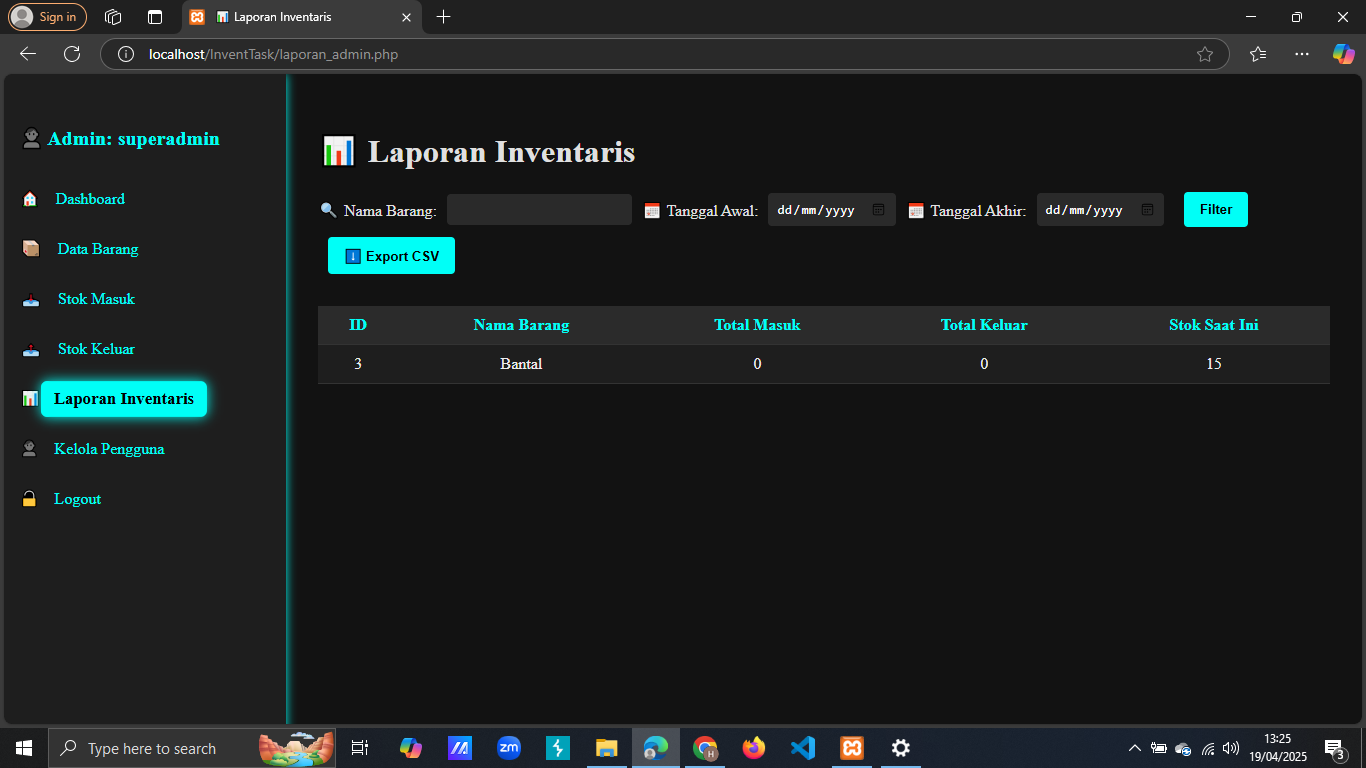 Sign in
Laporan Inventaris
localhost/InventTask/laporan_admin.php
Admin: superadmin
Dashboard
Data Barang
Stok Masuk
Stok Keluar
Laporan Inventaris
Kelola Pengguna
Logout
Laporan Inventaris
Nama Barang: Tanggal Awal: dd/mm/yyyy Tanggal Akhir: dd/mm/yyyy Filter
Export CSV
ID Nama Barang Total Masuk Total Keluar Stok Saat Ini
3 Bantal 0 0 15
Type here to search
zm
H
13:25
19/04/2025
3